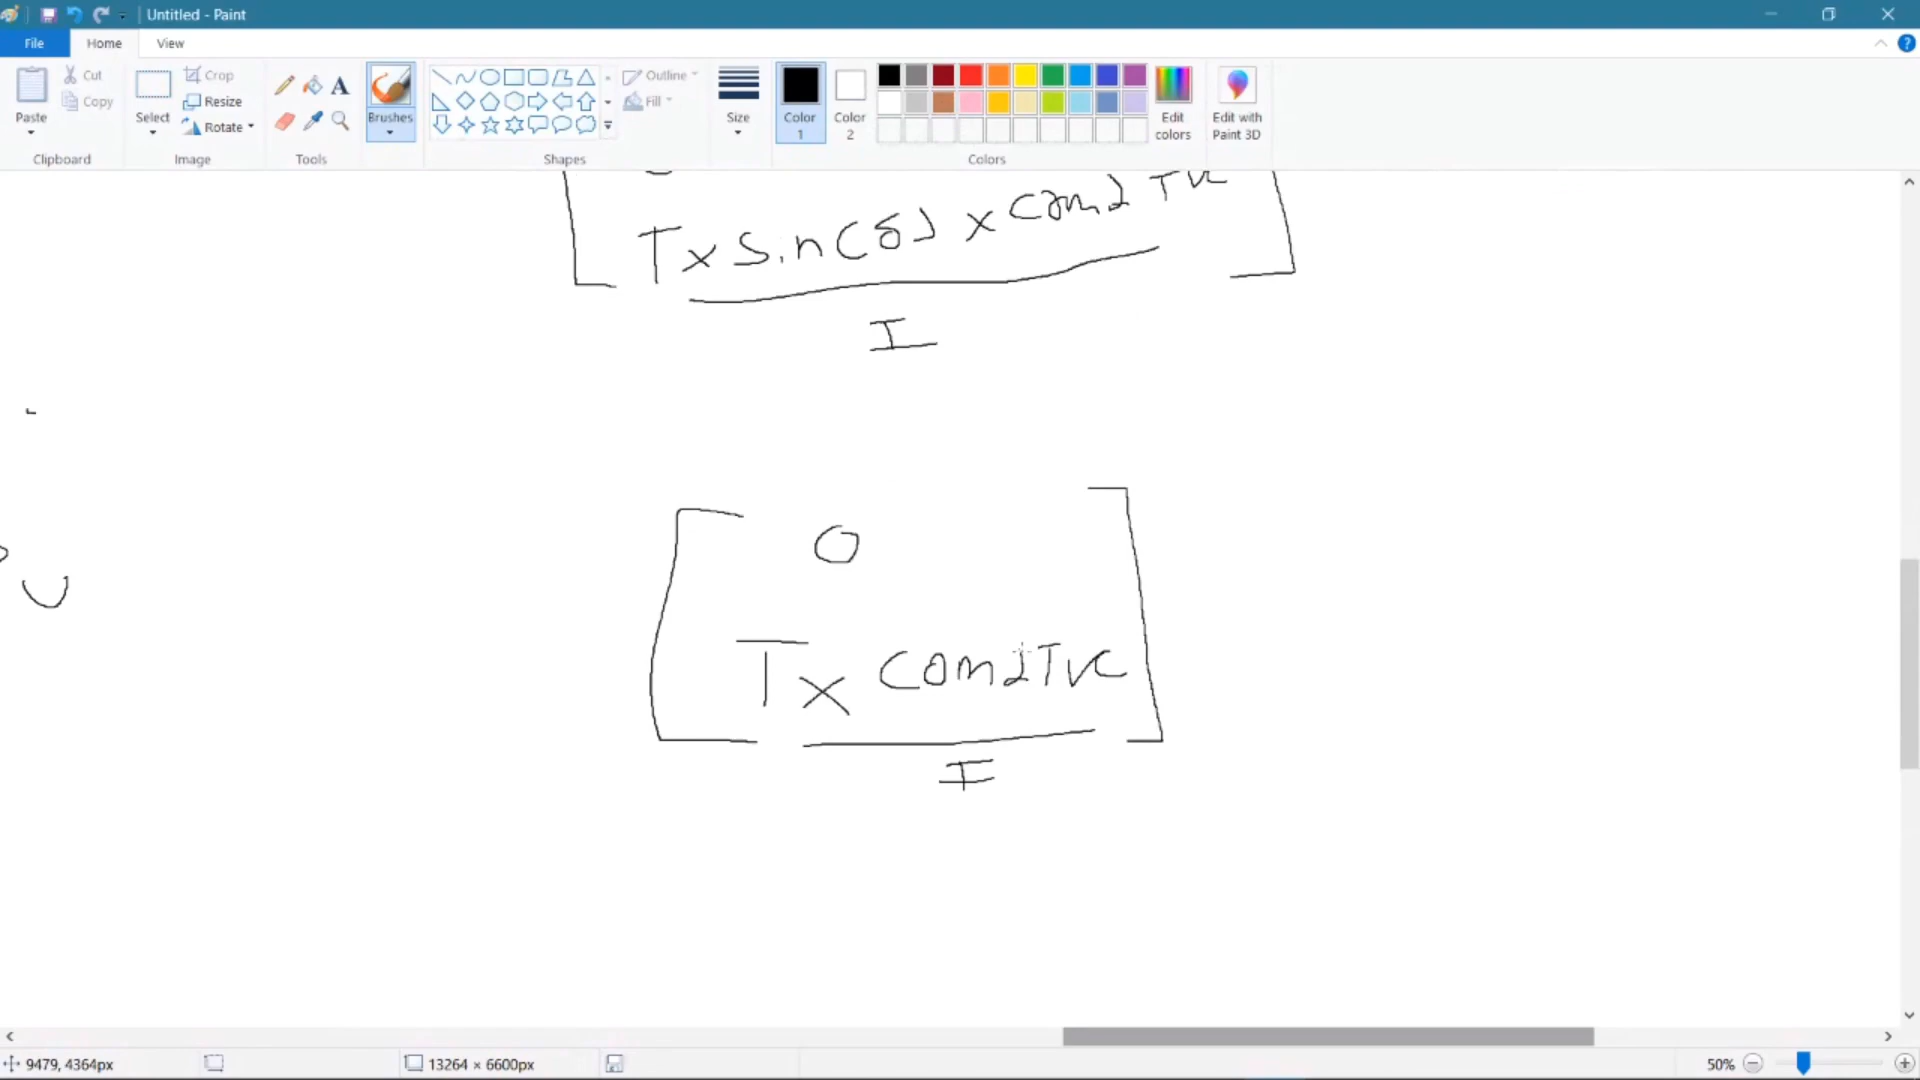 Untitled - Paint
File Home View
Cut Crop Outline
Copy Resize Fill
Paste Select Rotate Brushes Size Color 1 Color 2 Edit colors Edit with Paint 3D
Clipboard Image Tools Shapes Colors
T x Sin(δ) x Com2TVC
I
0
T x Com2TVC
I
9479, 4364px 13264 × 6600px 50%